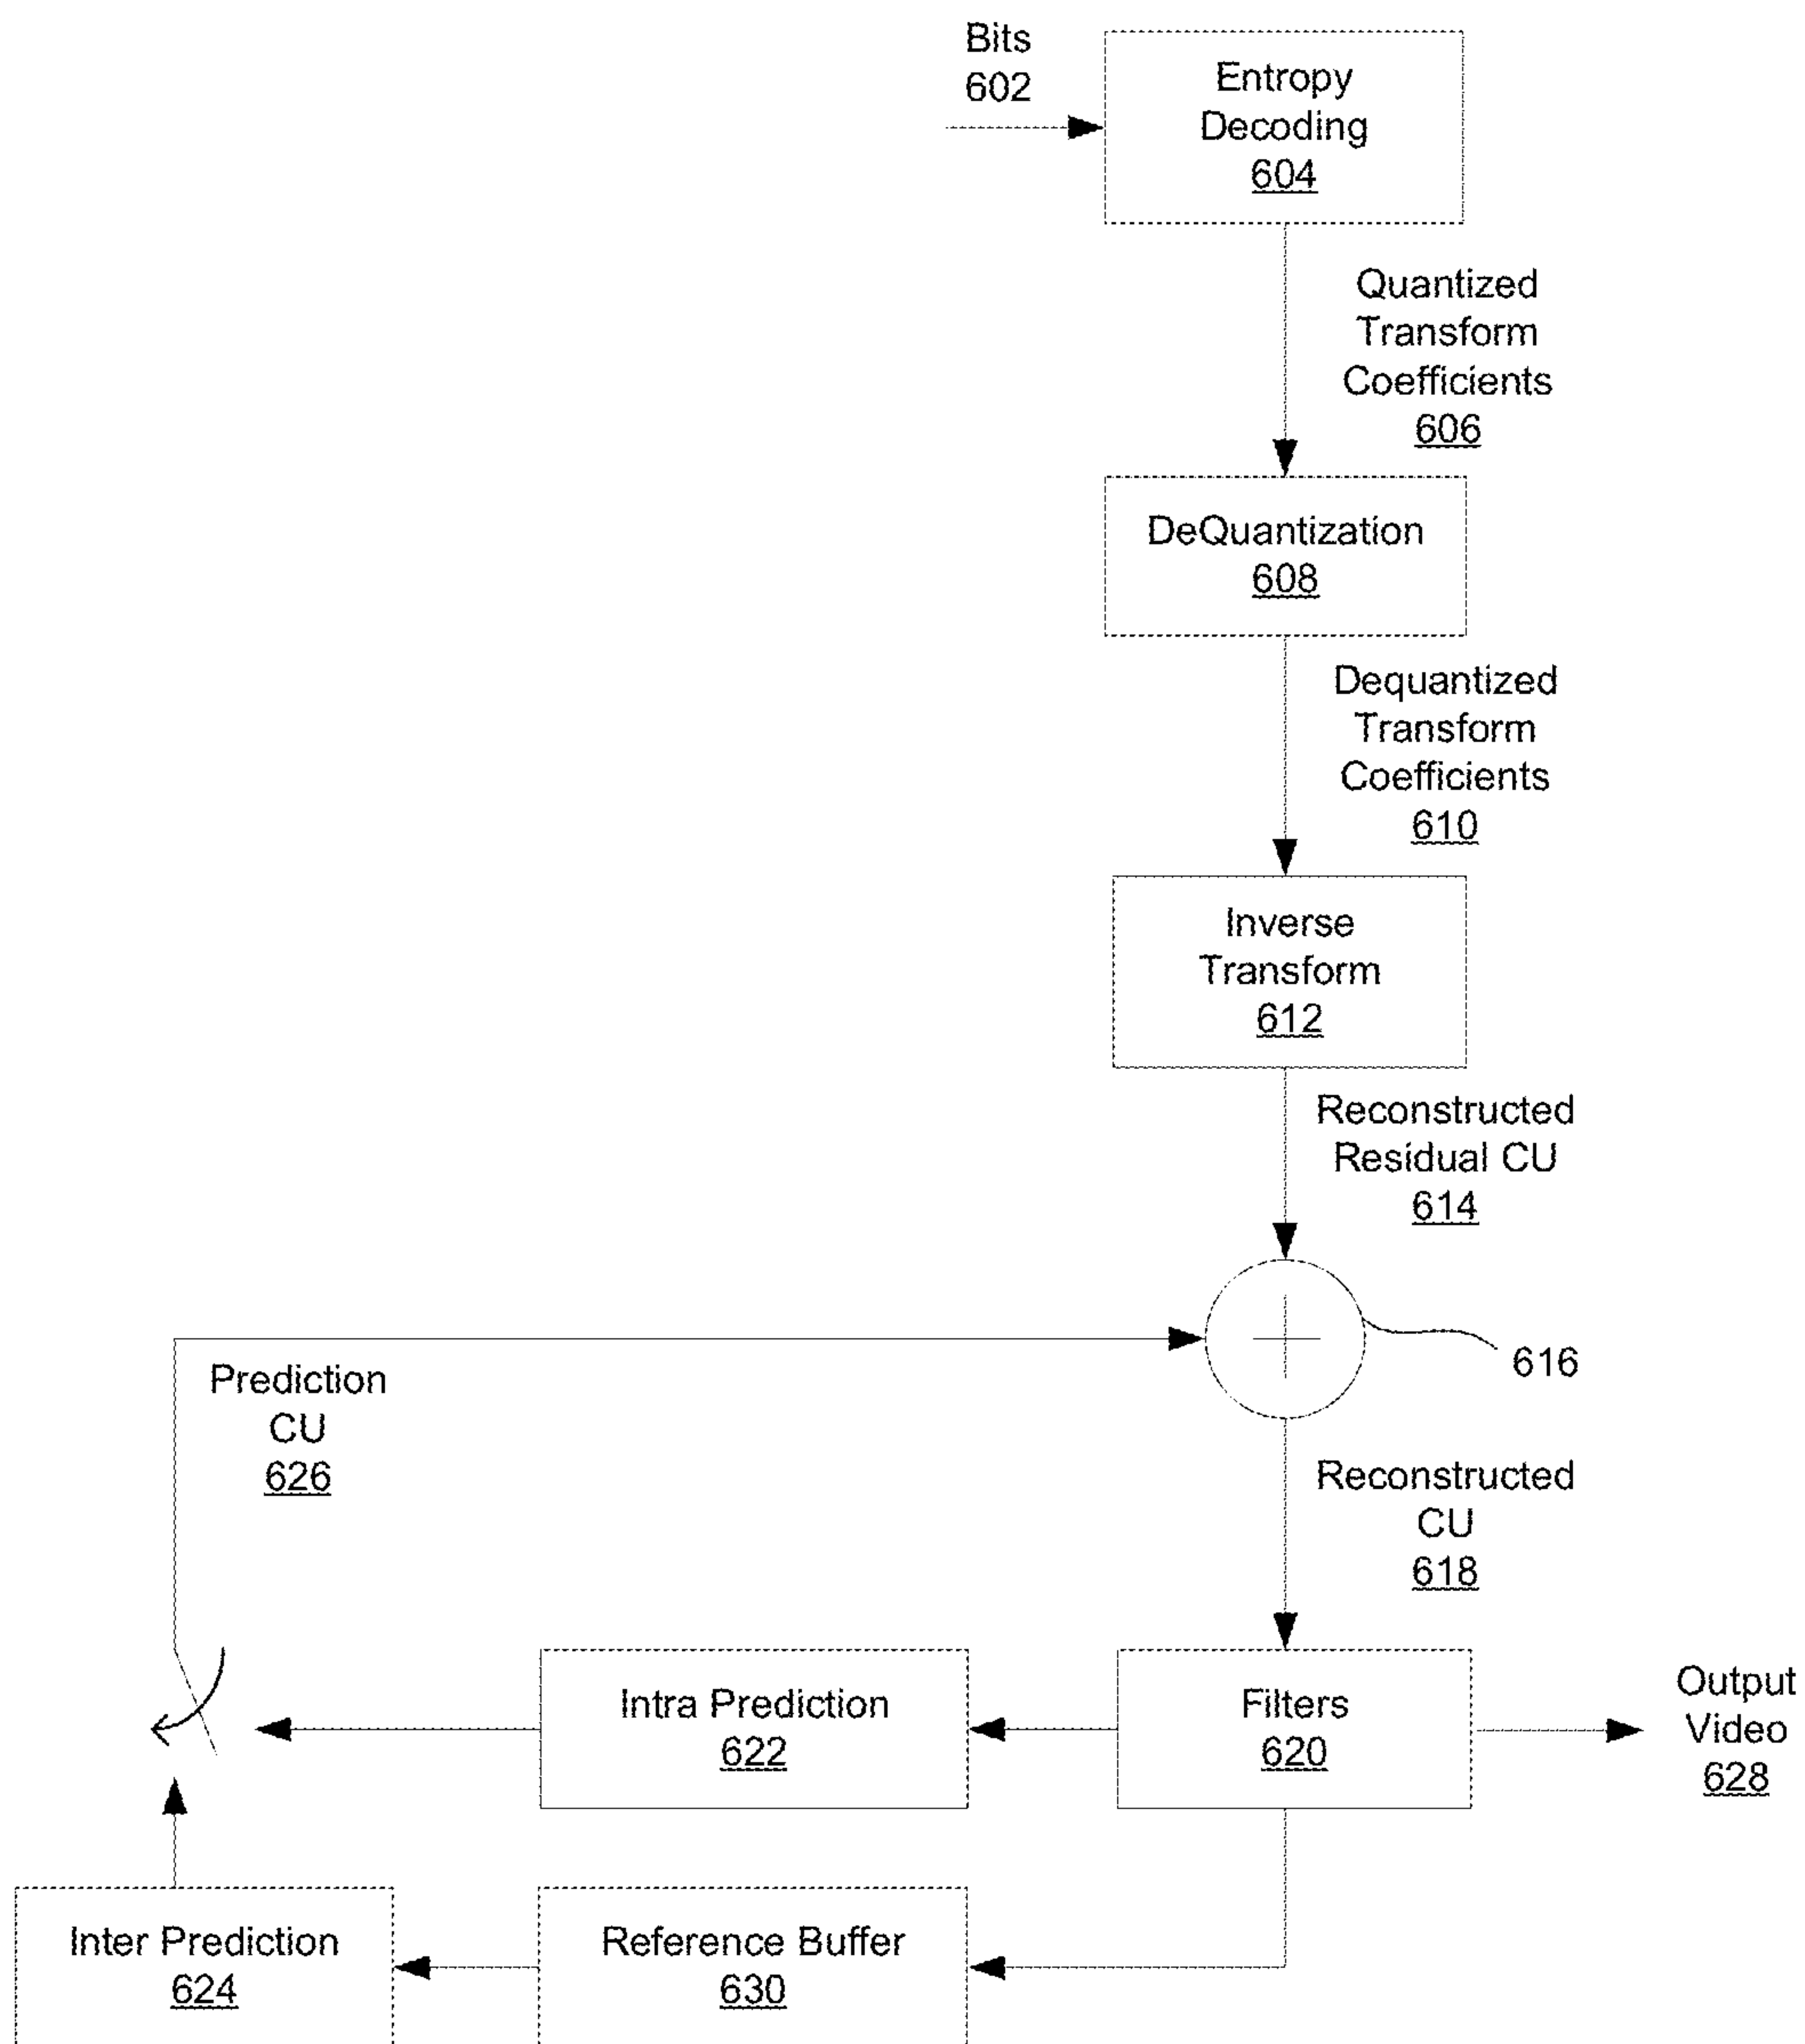 Bits
602
Entropy
Decoding
604
Quantized
Transform
Coefficients
606
DeQuantization
608
Dequantized
Transform
Coefficients
610
Inverse
Transform
612
Reconstructed
Residual CU
614
616
Prediction
CU
626
Reconstructed
CU
618
Intra Prediction
622
Filters
620
Output
Video
628
Inter Prediction
624
Reference Buffer
630